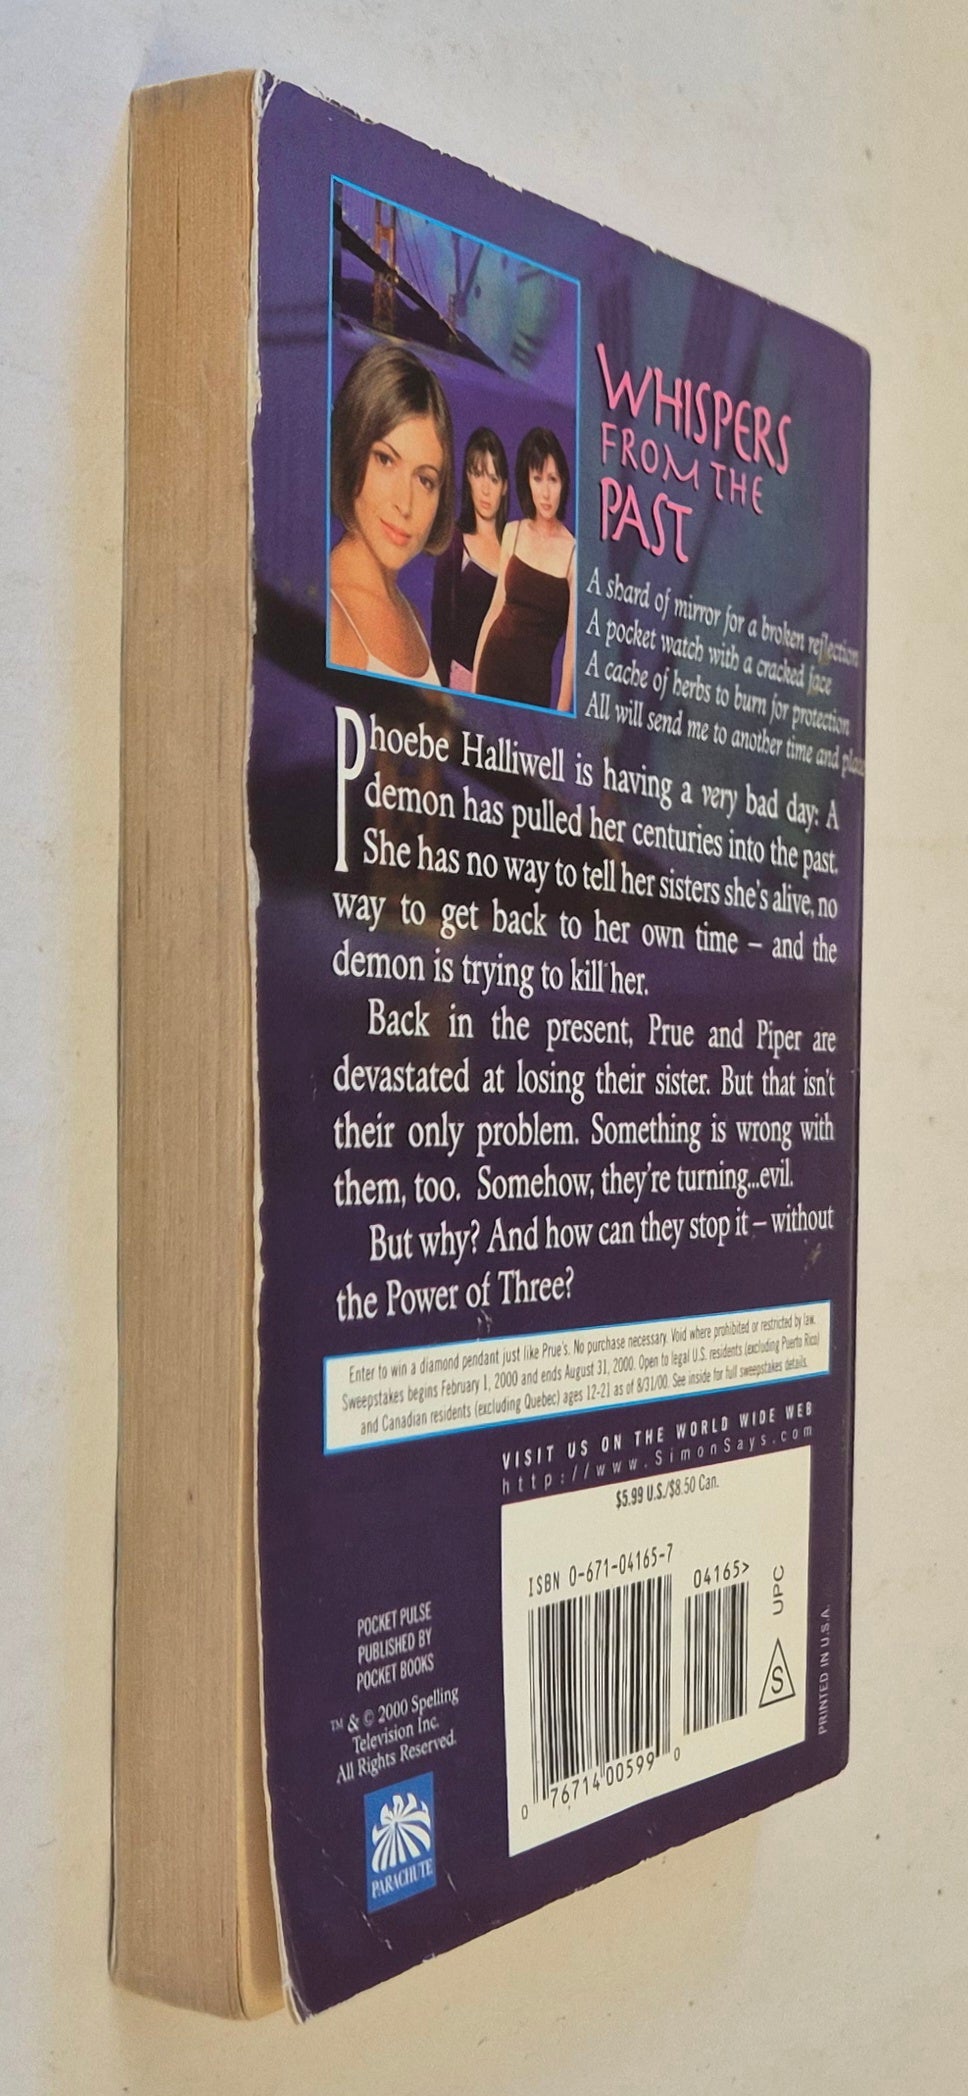 WHISPERS
FROM THE
PAST
A shard of mirror for a broken reflection
A pocket watch with a cracked face
A cache of herbs to burn for protection
All will send me to another time and place
Phoebe Halliwell is having a very bad day: A
demon has pulled her centuries into the past.
She has no way to tell her sisters she's alive, no
way to get back to her own time – and the
demon is trying to kill her.
Back in the present, Prue and Piper are
devastated at losing their sister. But that isn't
their only problem. Something is wrong with
them, too. Somehow, they're turning...evil.
But why? And how can they stop it – without
the Power of Three?
Enter to win a diamond pendant just like Prue's. No purchase necessary. Void where prohibited or restricted by law.
Sweepstakes begins February 1, 2000 and ends August 31, 2000. Open to legal U.S. residents (excluding Puerto Rico)
and Canadian residents (excluding Quebec) ages 12-21 as of 8/31/00. See inside for full sweepstakes details.
VISIT US ON THE WORLD WIDE WEB
http://www.SimonSays.com
$5.99 U.S./$8.50 Can.
ISBN 0-671-04165-7
04165>
0 76714 00599 0
UPC
S
PRINTED IN U.S.A.
POCKET PULSE
PUBLISHED BY
POCKET BOOKS
™ & © 2000 Spelling
Television Inc.
All Rights Reserved.
PARACHUTE